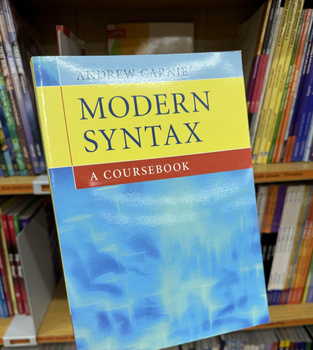 ANDREW CARNIE
MODERN
SYNTAX
A COURSEBOOK